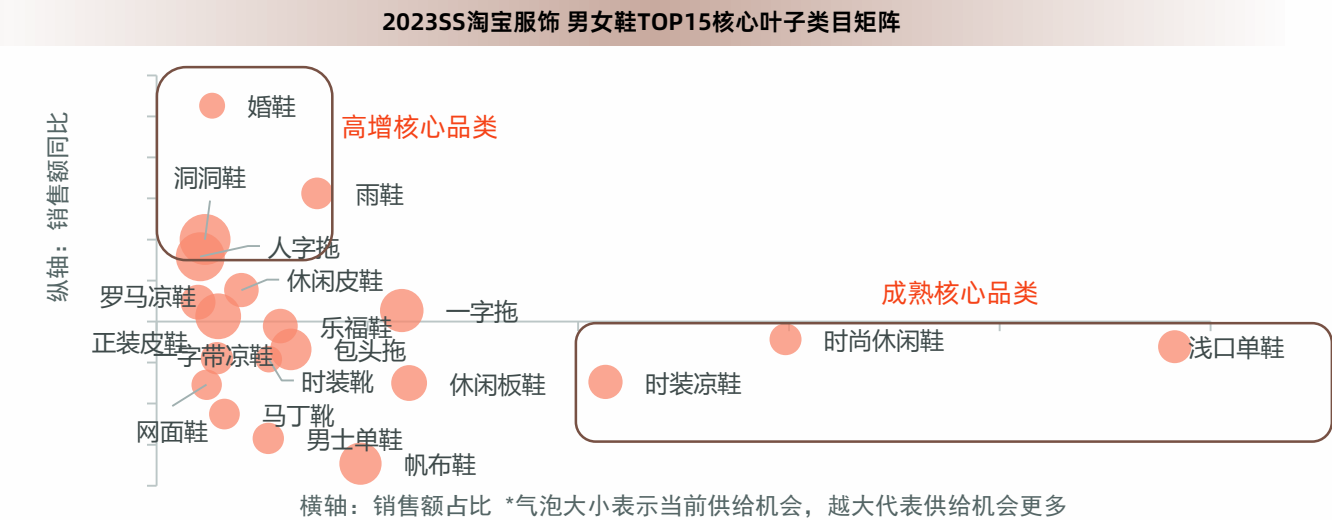 2023SS淘宝服饰 男女鞋TOP15核心叶子类目矩阵
纵轴：销售额同比
婚鞋
高增核心品类
洞洞鞋
雨鞋
人字拖
休闲皮鞋
罗马凉鞋
成熟核心品类
一字拖
乐福鞋
正装皮鞋
时尚休闲鞋
浅口单鞋
一字带凉鞋
包头拖
时装靴
休闲板鞋
时装凉鞋
网面鞋
马丁靴
男士单鞋
帆布鞋
横轴：销售额占比 *气泡大小表示当前供给机会，越大代表供给机会更多